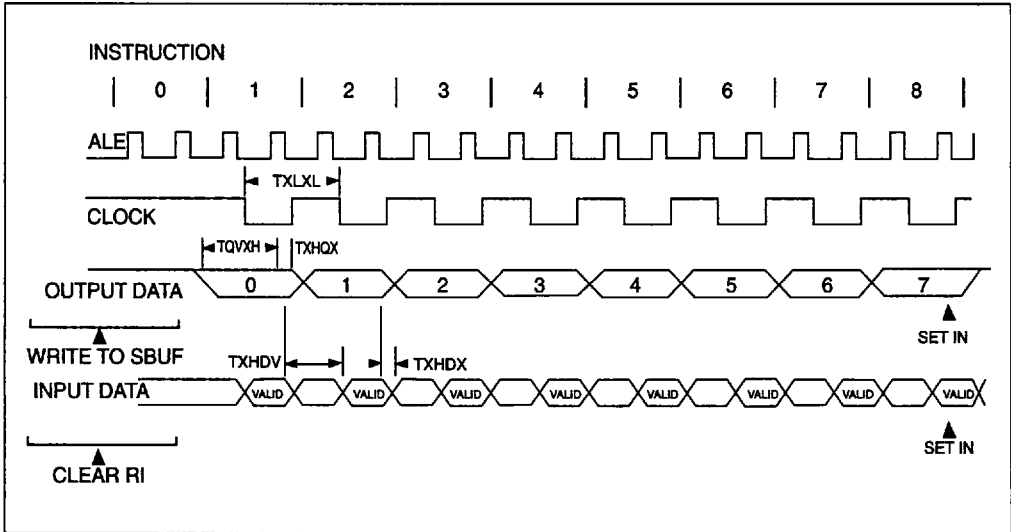 INSTRUCTION
0 1 2 3 4 5 6 7 8
ALE
TXLXL
CLOCK
TQVXH TXHQX
OUTPUT DATA 0 1 2 3 4 5 6 7
SET IN
WRITE TO SBUF
TXHDV TXHDX
INPUT DATA VALID VALID VALID VALID VALID VALID VALID VALID
SET IN
CLEAR RI